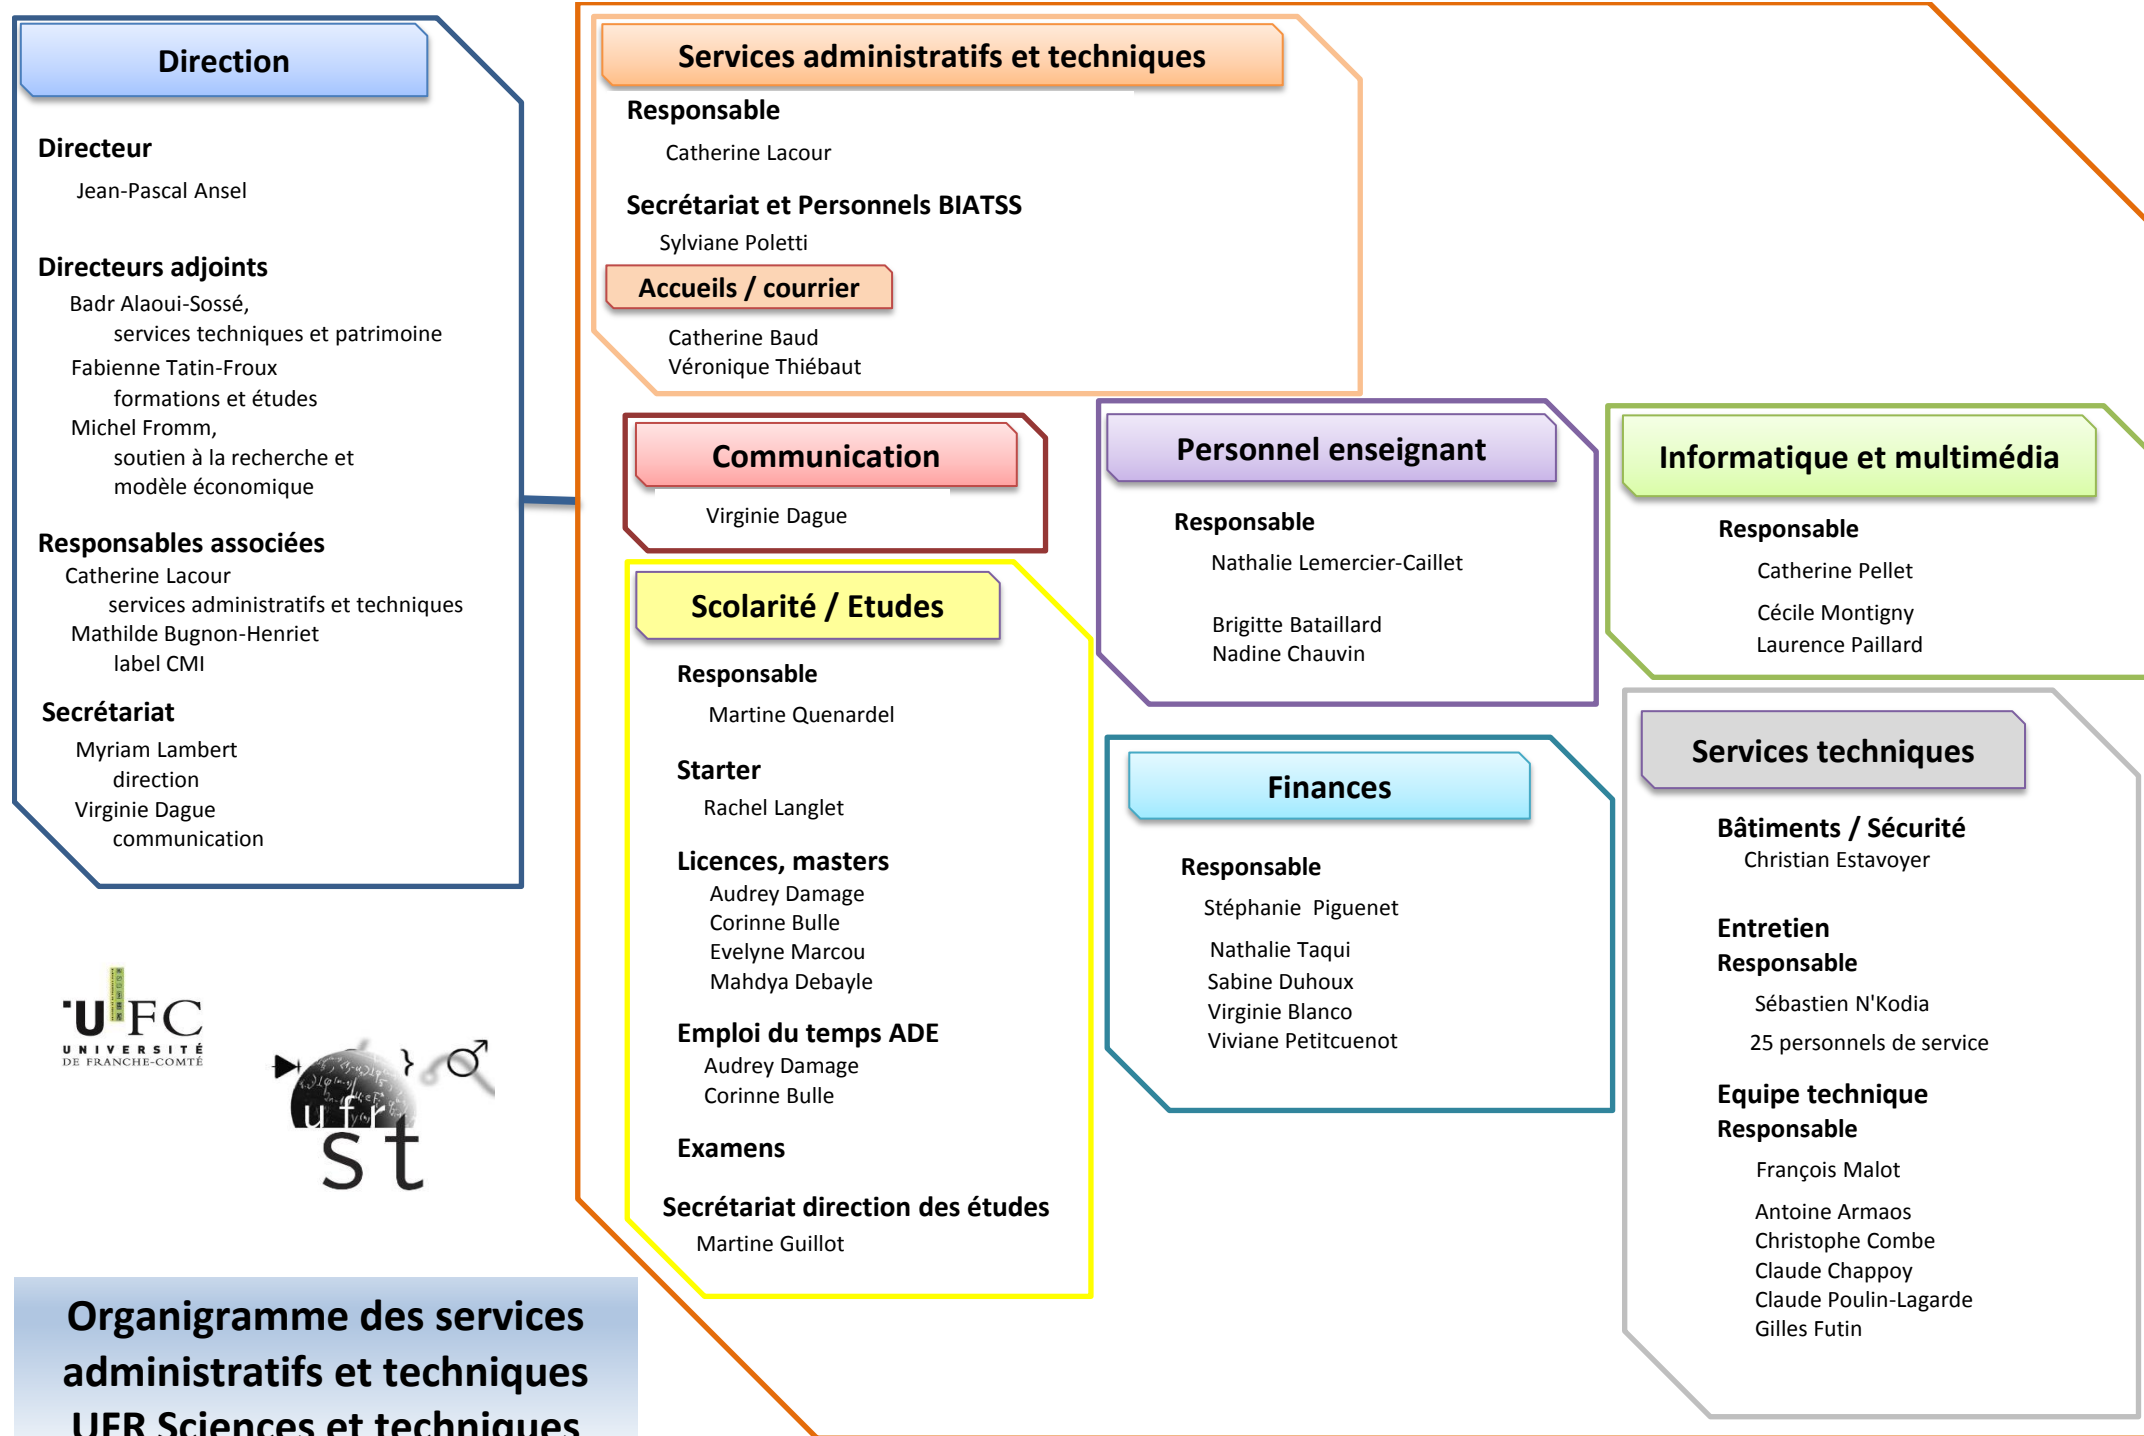 Direction
Directeur
Jean-Pascal Ansel
Directeurs adjoints
Badr Alaoui-Sossé,
services techniques et patrimoine
Fabienne Tatin-Froux
formations et études
Michel Fromm,
soutien à la recherche et
modèle économique
Responsables associées
Catherine Lacour
services administratifs et techniques
Mathilde Bugnon-Henriet
label CMI
Secrétariat
Myriam Lambert
direction
Virginie Dague
communication
UFC
UNIVERSITÉ
DE FRANCHE-COMTÉ
ufr
st
Organigramme des services
administratifs et techniques
UFR Sciences et techniques
Services administratifs et techniques
Responsable
Catherine Lacour
Secrétariat et Personnels BIATSS
Sylviane Poletti
Accueils / courrier
Catherine Baud
Véronique Thiébaut
Communication
Virginie Dague
Scolarité / Etudes
Responsable
Martine Quenardel
Starter
Rachel Langlet
Licences, masters
Audrey Damage
Corinne Bulle
Evelyne Marcou
Mahdya Debayle
Emploi du temps ADE
Audrey Damage
Corinne Bulle
Examens
Secrétariat direction des études
Martine Guillot
Personnel enseignant
Responsable
Nathalie Lemercier-Caillet
Brigitte Bataillard
Nadine Chauvin
Finances
Responsable
Stéphanie  Piguenet
Nathalie Taqui
Sabine Duhoux
Virginie Blanco
Viviane Petitcuenot
Informatique et multimédia
Responsable
Catherine Pellet
Cécile Montigny
Laurence Paillard
Services techniques
Bâtiments / Sécurité
Christian Estavoyer
Entretien
Responsable
Sébastien N'Kodia
25 personnels de service
Equipe technique
Responsable
François Malot
Antoine Armaos
Christophe Combe
Claude Chappoy
Claude Poulin-Lagarde
Gilles Futin